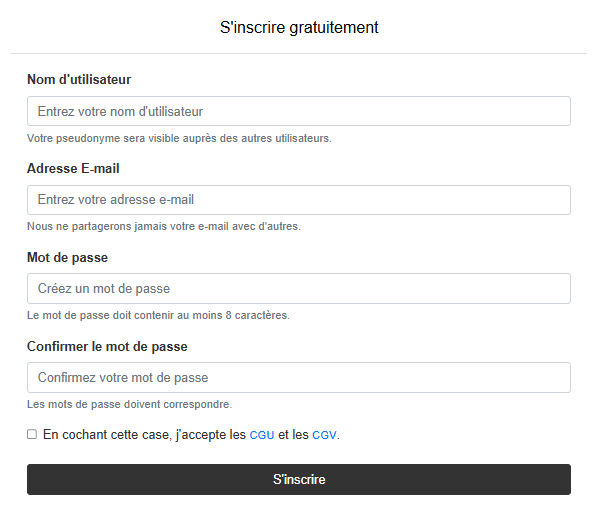 S'inscrire gratuitement
Nom d'utilisateur
Entrez votre nom d'utilisateur
Votre pseudonyme sera visible auprès des autres utilisateurs.
Adresse E-mail
Entrez votre adresse e-mail
Nous ne partagerons jamais votre e-mail avec d'autres.
Mot de passe
Créez un mot de passe
Le mot de passe doit contenir au moins 8 caractères.
Confirmer le mot de passe
Confirmez votre mot de passe
Les mots de passe doivent correspondre.
En cochant cette case, j'accepte les CGU et les CGV.
S'inscrire